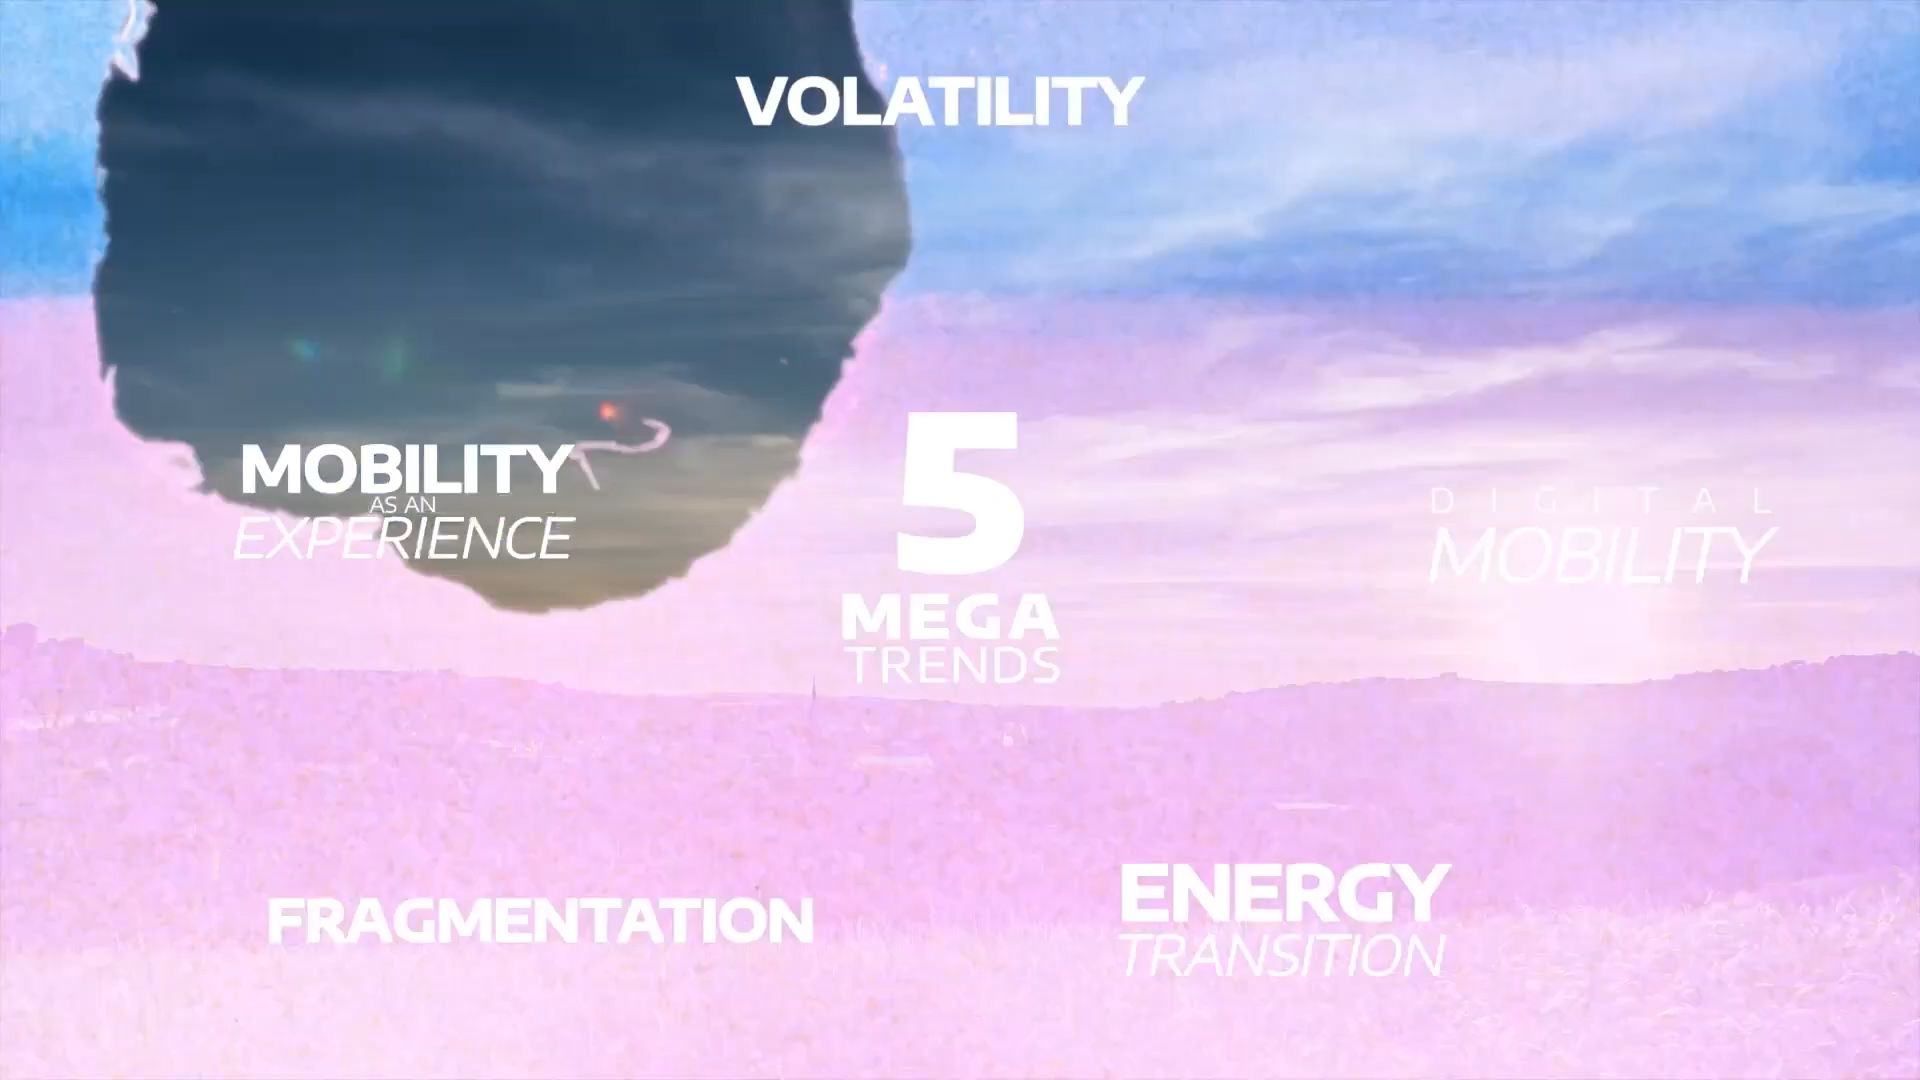 VOLATILITY
MOBILITY
AS AN
EXPERIENCE
5
MEGA
TRENDS
DIGITAL
MOBILITY
FRAGMENTATION
ENERGY
TRANSITION